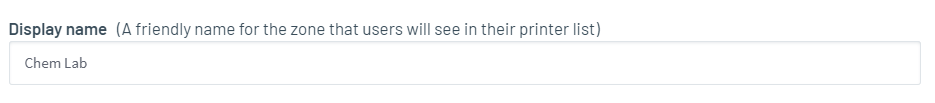 Display name (A friendly name for the zone that users will see in their printer list)
Chem Lab